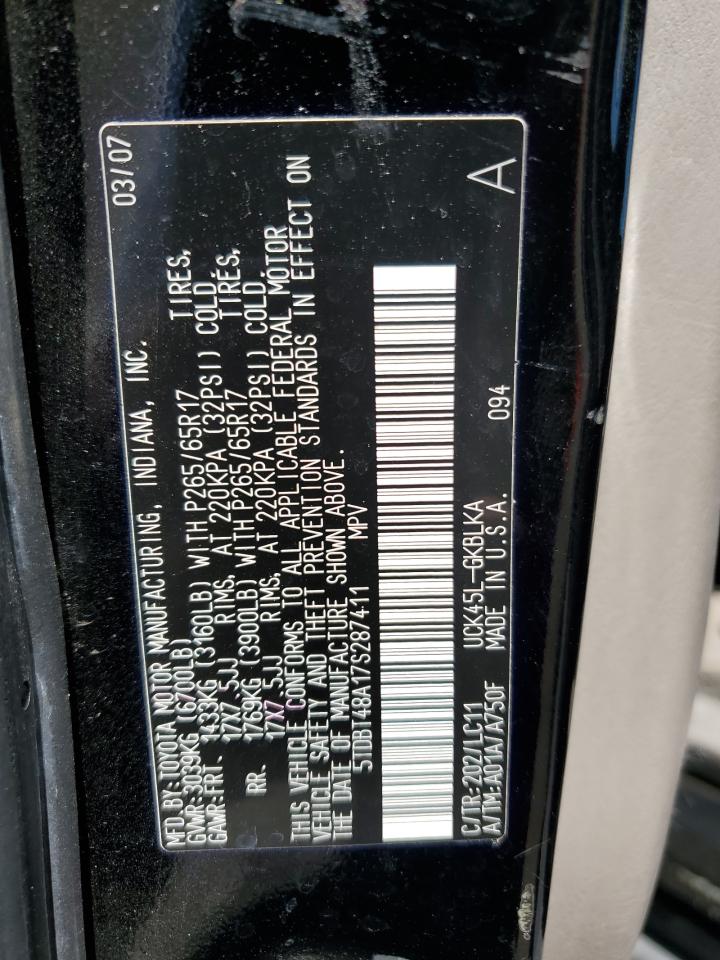 MFD.BY:TOYOTA MOTOR MANUFACTURING, INDIANA, INC. 03/07
GVWR:3039KG (6700LB)
GAWR:FRT. 1433KG (3160LB) WITH P265/65R17 TIRES,
17X7.5JJ RIMS, AT 220KPA (32PSI) COLD.
RR. 1769KG (3900LB) WITH P265/65R17 TIRES,
17X7.5JJ RIMS, AT 220KPA (32PSI) COLD.
THIS VEHICLE CONFORMS TO ALL APPLICABLE FEDERAL MOTOR
VEHICLE SAFETY AND THEFT PREVENTION STANDARDS IN EFFECT ON
THE DATE OF MANUFACTURE SHOWN ABOVE.
5TDBT48A17S287411 MPV
C/TR:202/LC11 UCK45L-GKBLKA
A/TM:A01A/A750F MADE IN U.S.A. 094 A